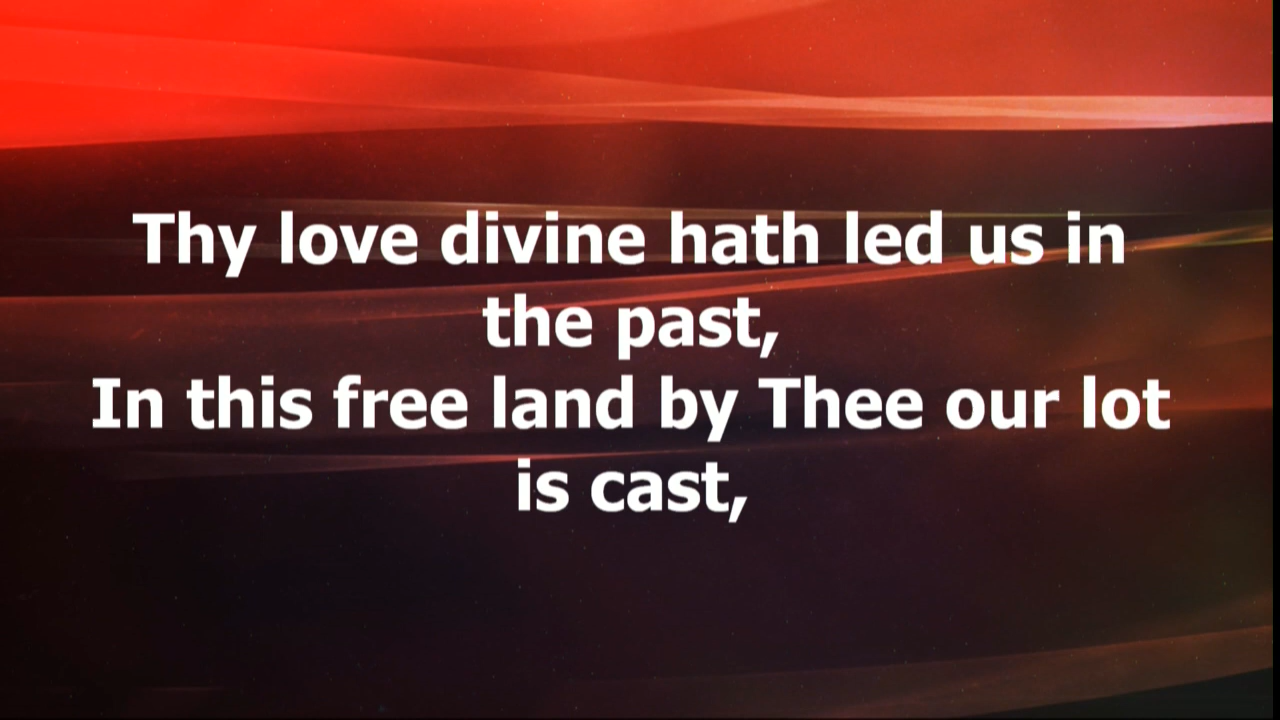 Thy love divine hath led us in
the past,
In this free land by Thee our lot
is cast,